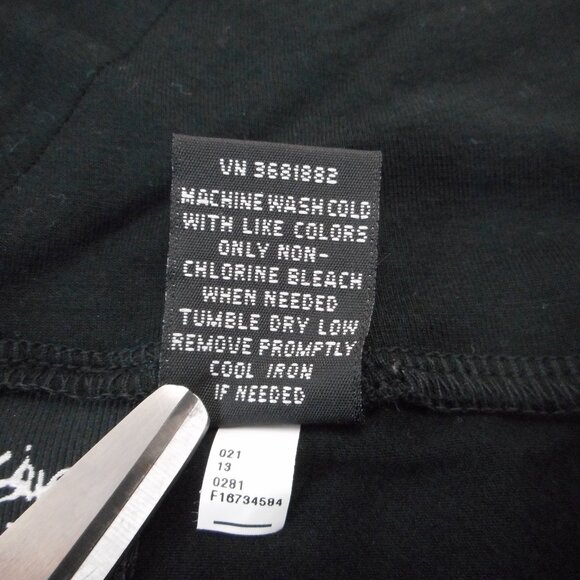 VN 3681882
MACHINE WASH COLD
WITH LIKE COLORS
ONLY NON-
CHLORINE BLEACH
WHEN NEEDED
TUMBLE DRY LOW
REMOVE PROMPTLY
COOL IRON
IF NEEDED
021
13
0281
F16734584